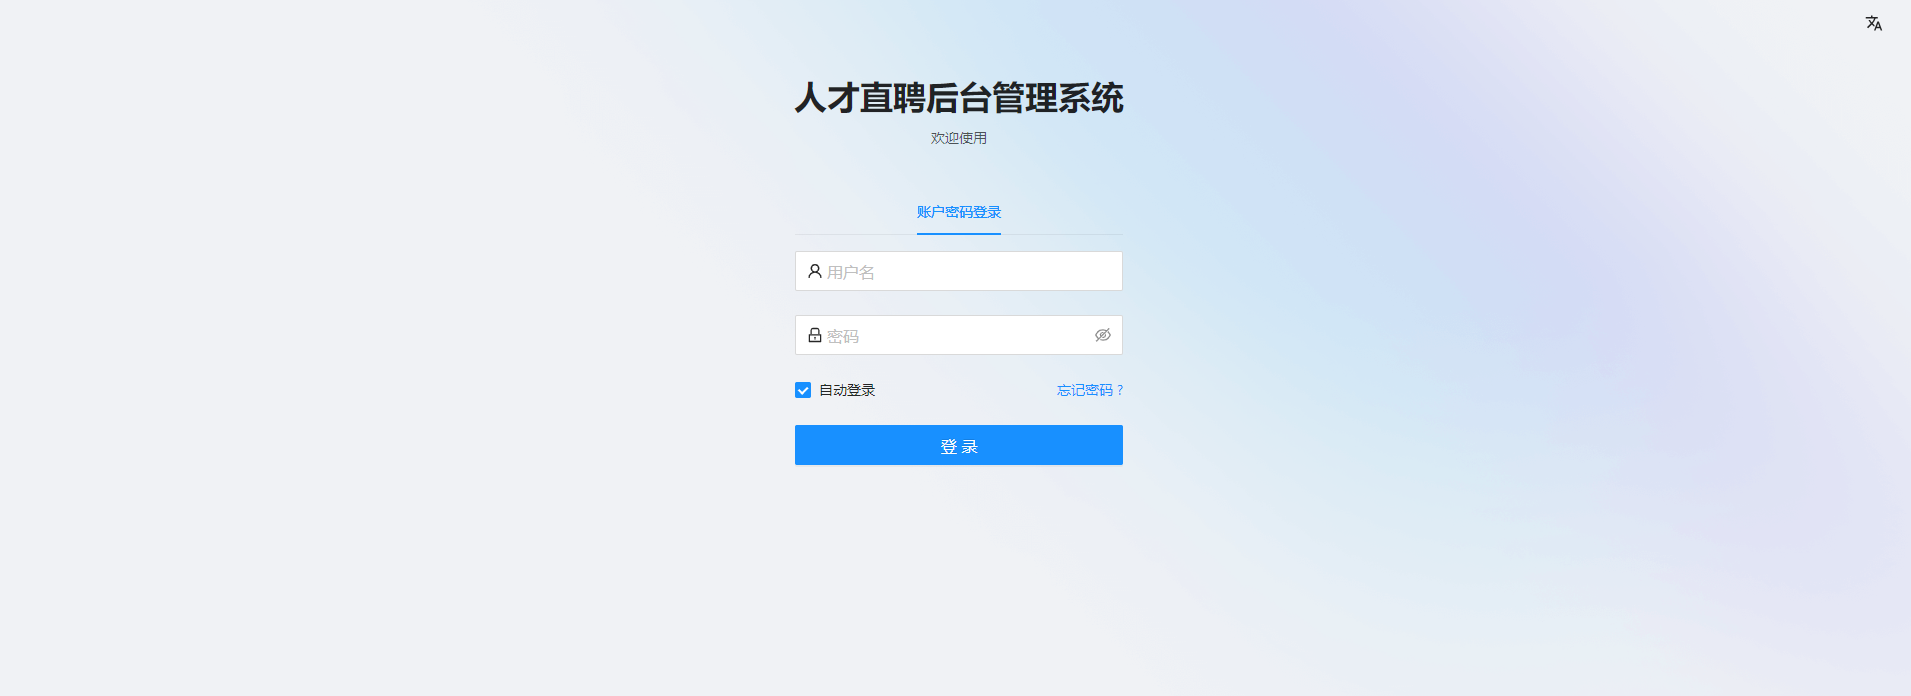 人才直聘后台管理系统
欢迎使用
账户密码登录
用户名
密码
自动登录 忘记密码 ?
登 录